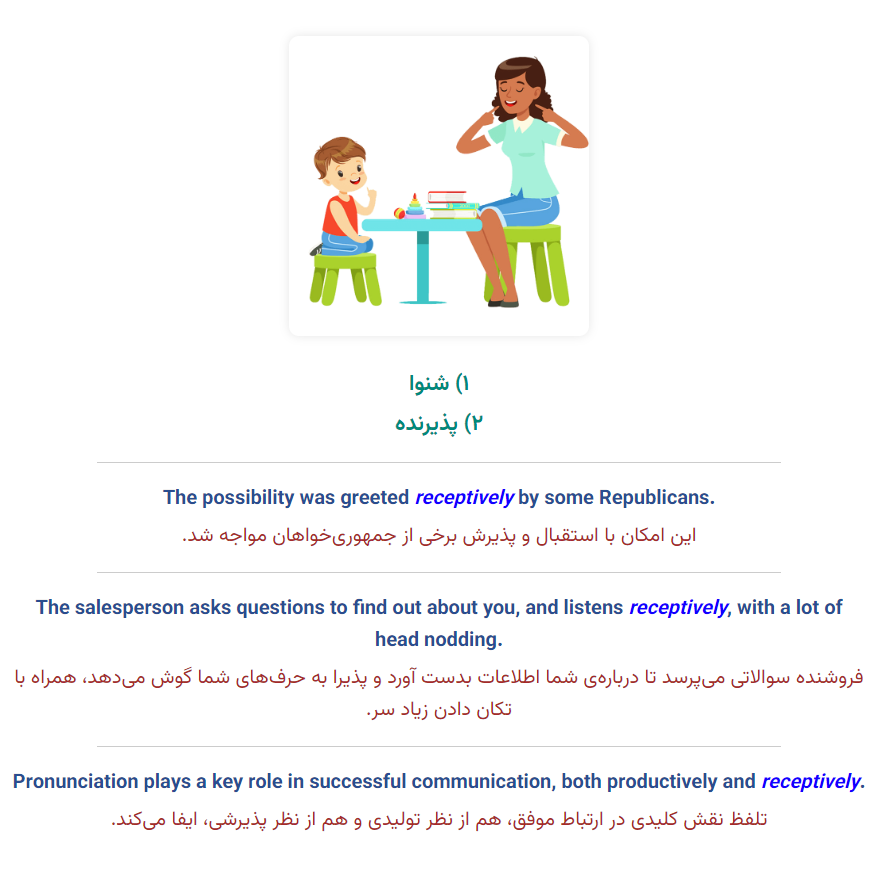 ۱) شنوا
۲) پذیرنده
The possibility was greeted receptively by some Republicans.
این امکان با استقبال و پذیرش برخی از جمهوری‌خواهان مواجه شد.
The salesperson asks questions to find out about you, and listens receptively, with a lot of
head nodding.
فروشنده سوالاتی می‌پرسد تا درباره‌ی شما اطلاعات بدست آورد و پذیرا به حرف‌های شما گوش می‌دهد، همراه با
تکان دادن زیاد سر.
Pronunciation plays a key role in successful communication, both productively and receptively.
تلفظ نقش کلیدی در ارتباط موفق، هم از نظر تولیدی و هم از نظر پذیرشی، ایفا می‌کند.